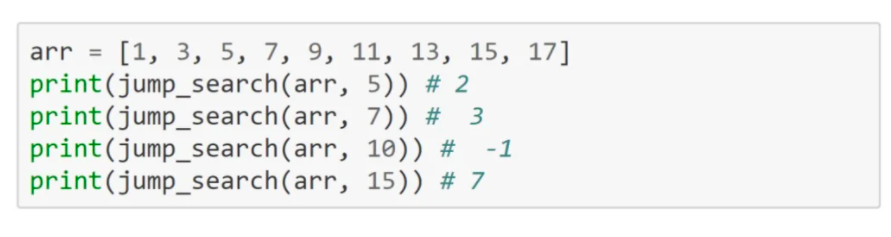 arr = [1, 3, 5, 7, 9, 11, 13, 15, 17]
print(jump_search(arr, 5)) # 2
print(jump_search(arr, 7)) #  3
print(jump_search(arr, 10)) #  -1
print(jump_search(arr, 15)) # 7